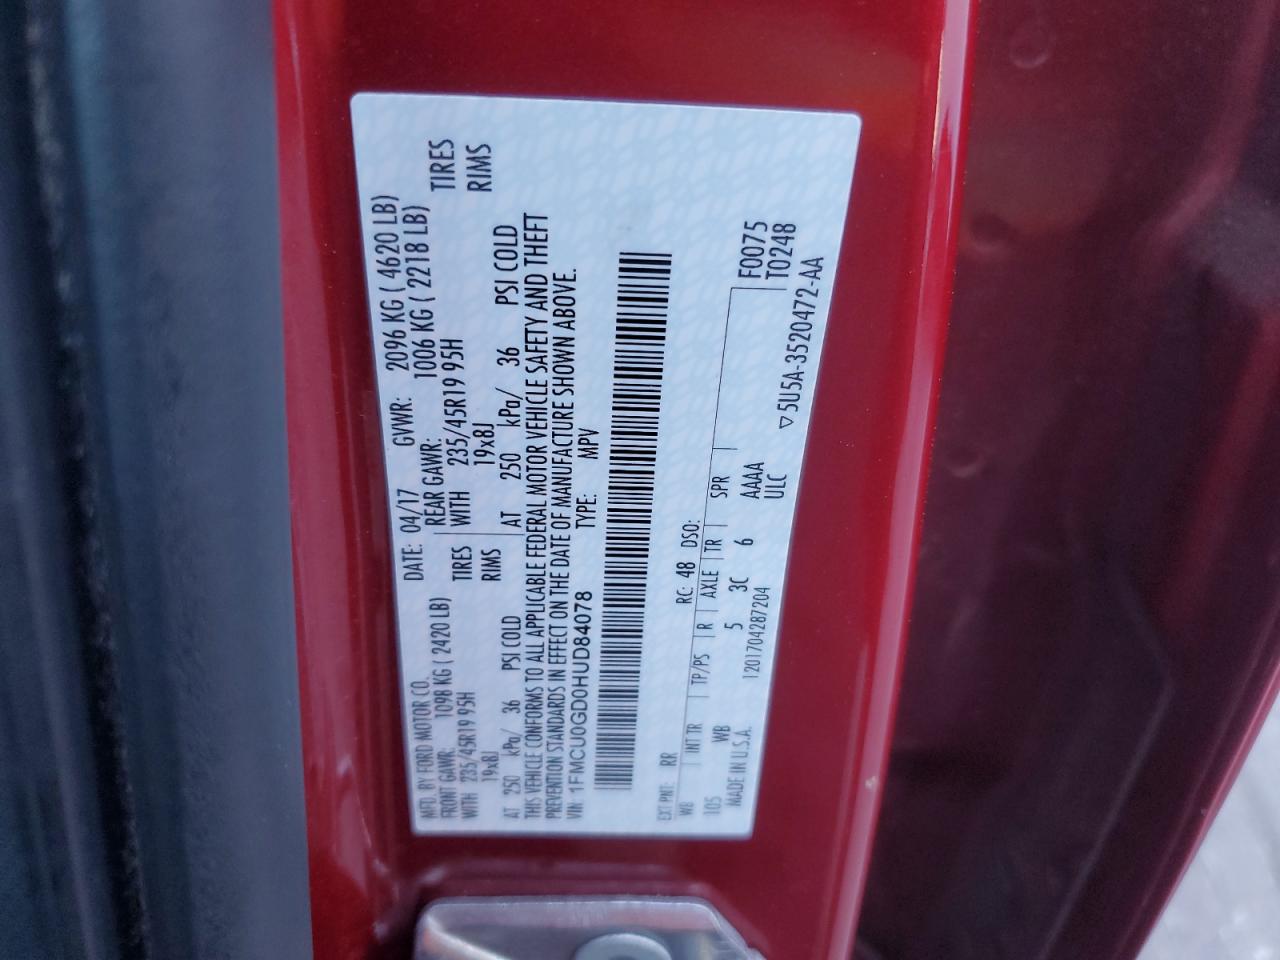 MFD. BY FORD MOTOR CO.
DATE: 04/17 GVWR: 2096 KG ( 4620 LB)
FRONT GAWR: 1098 KG ( 2420 LB) REAR GAWR: 1006 KG ( 2218 LB)
WITH 235/45R19 95H TIRES WITH 235/45R19 95H TIRES
19x8J RIMS 19x8J RIMS
AT 250 kPa/ 36 PSI COLD AT 250 kPa/ 36 PSI COLD
THIS VEHICLE CONFORMS TO ALL APPLICABLE FEDERAL MOTOR VEHICLE SAFETY AND THEFT
PREVENTION STANDARDS IN EFFECT ON THE DATE OF MANUFACTURE SHOWN ABOVE.
VIN: 1FMCU0GD0HUD84078 TYPE: MPV
EXT PNT: RR RC: 48 DSO:
WB INT TR TP/PS R AXLE TR SPR F0075
105 WB 5 3C 6 AAAA T0248
MADE IN U.S.A. 1201704287204 ULC
▽5U5A-3520472-AA